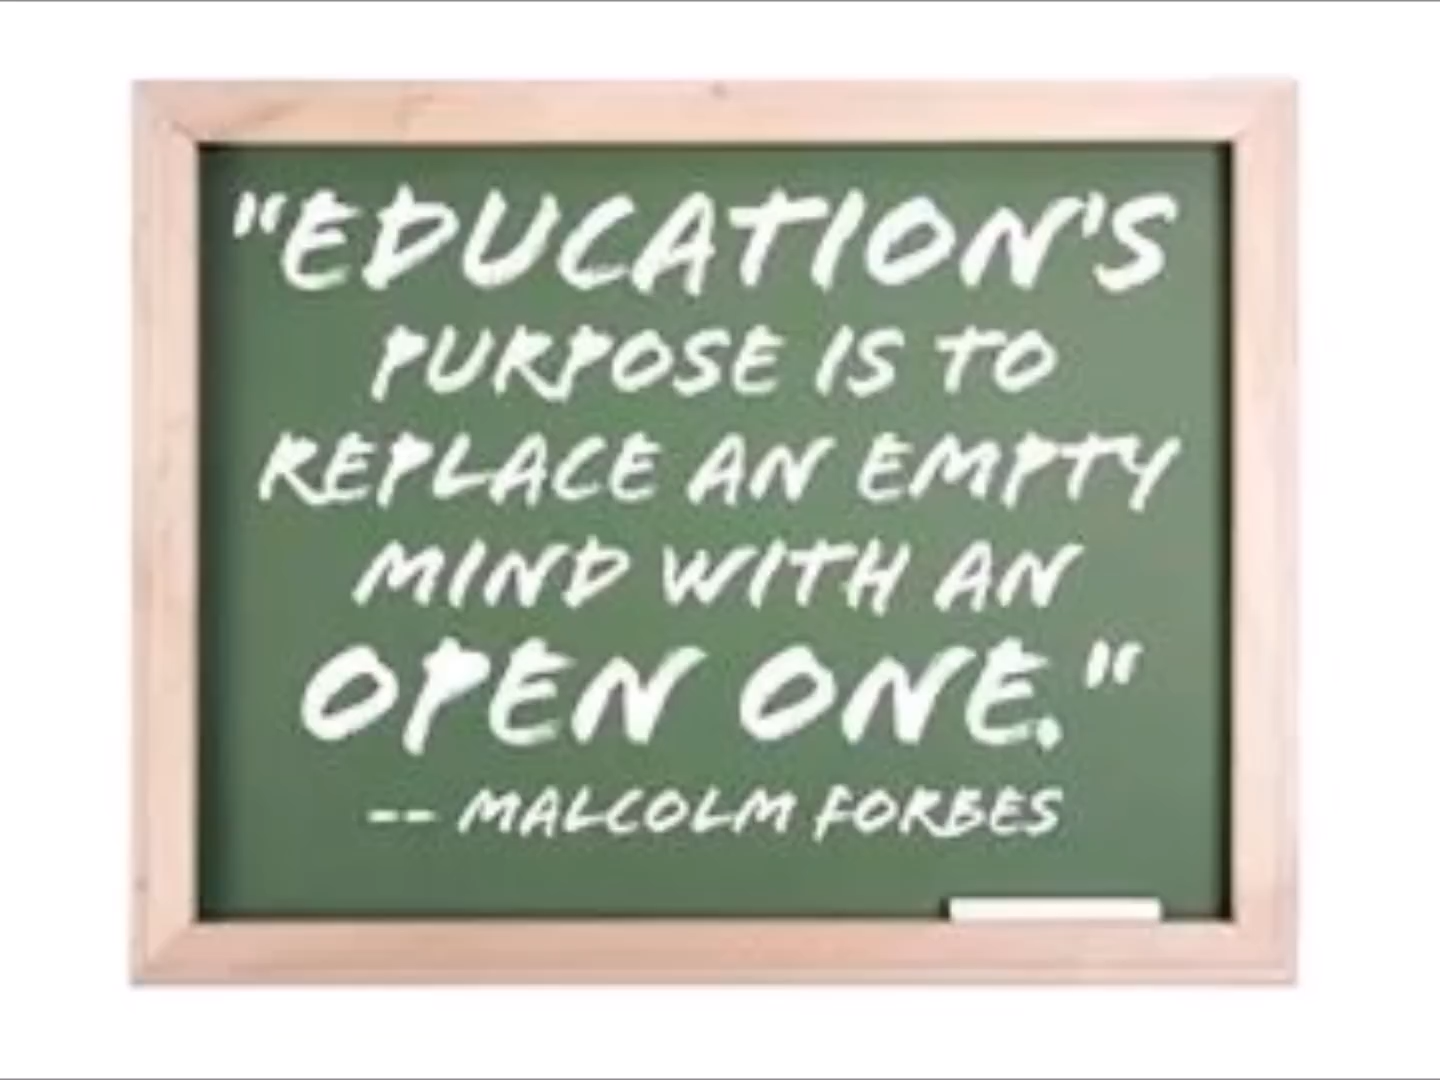 "EDUCATION'S
PURPOSE IS TO
REPLACE AN EMPTY
MIND WITH AN
OPEN ONE."
-- MALCOLM FORBES